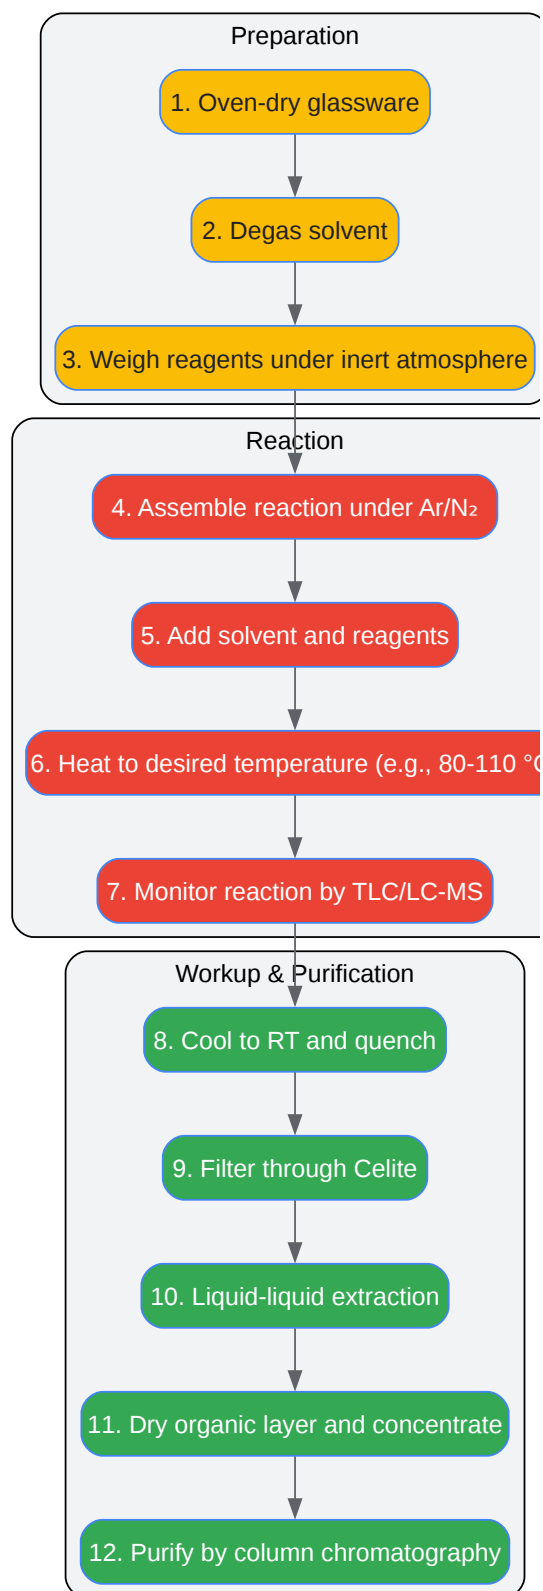 Preparation
1. Oven-dry glassware
2. Degas solvent
3. Weigh reagents under inert atmosphere
Reaction
4. Assemble reaction under Ar/N₂
5. Add solvent and reagents
6. Heat to desired temperature (e.g., 80-110 °C
7. Monitor reaction by TLC/LC-MS
Workup & Purification
8. Cool to RT and quench
9. Filter through Celite
10. Liquid-liquid extraction
11. Dry organic layer and concentrate
12. Purify by column chromatography